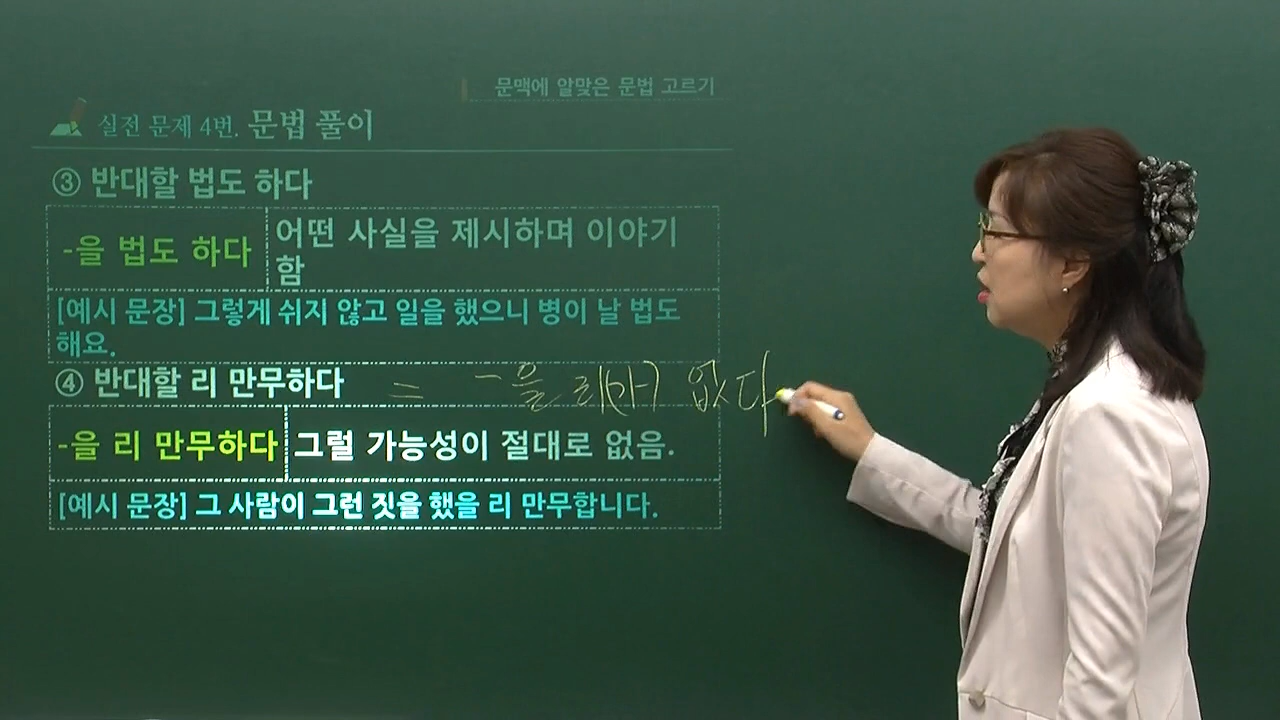 문맥에 알맞은 문법 고르기
실전 문제 4번. 문법 풀이
③ 반대할 법도 하다
-을 법도 하다
어떤 사실을 제시하며 이야기
함
[예시 문장] 그렇게 쉬지 않고 일을 했으니 병이 날 법도
해요.
④ 반대할 리 만무하다 = -을 리(가) 없다
-을 리 만무하다
그럴 가능성이 절대로 없음.
[예시 문장] 그 사람이 그런 짓을 했을 리 만무합니다.